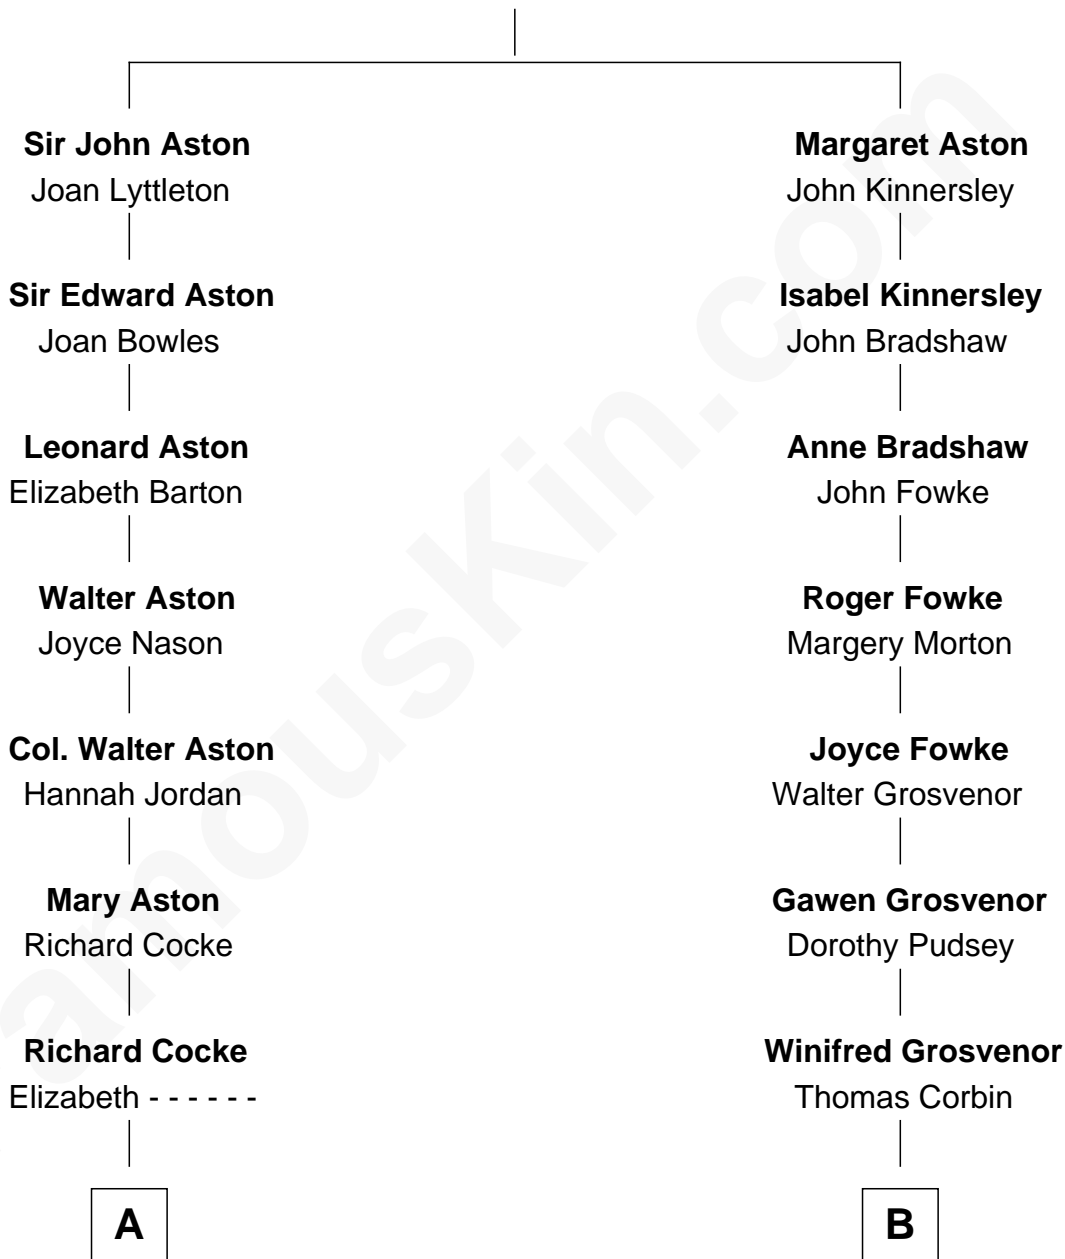 Sir John Aston
Joan Lyttleton
Sir Edward Aston
Joan Bowles
Leonard Aston
Elizabeth Barton
Walter Aston
Joyce Nason
Col. Walter Aston
Hannah Jordan
Mary Aston
Richard Cocke
Richard Cocke
Elizabeth - - - - - -
A
Margaret Aston
John Kinnersley
Isabel Kinnersley
John Bradshaw
Anne Bradshaw
John Fowke
Roger Fowke
Margery Morton
Joyce Fowke
Walter Grosvenor
Gawen Grosvenor
Dorothy Pudsey
Winifred Grosvenor
Thomas Corbin
B
amousKin.com